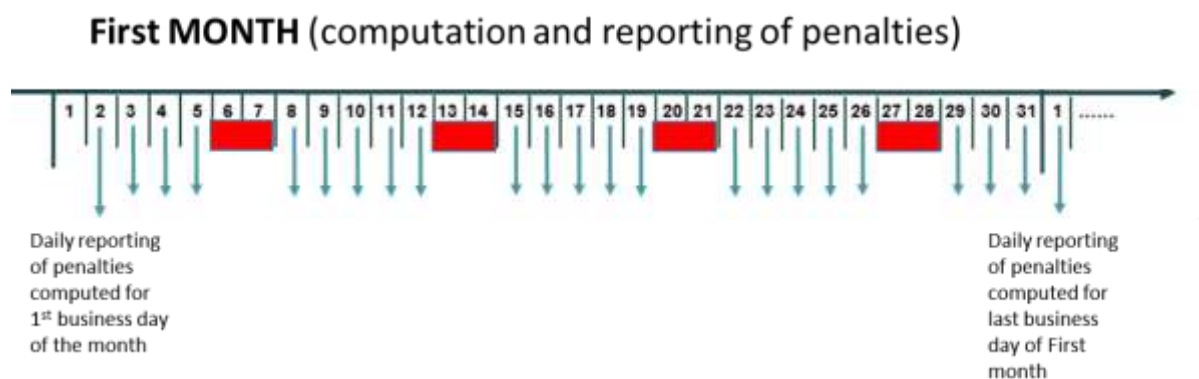 First MONTH (computation and reporting of penalties)
1 2 3 4 5 6 7 8 9 10 11 12 13 14 15 16 17 18 19 20 21 22 23 24 25 26 27 28 29 30 31 1 ......
Daily reporting
of penalties
computed for
1st business day
of the month
Daily reporting
of penalties
computed for
last business
day of First
month